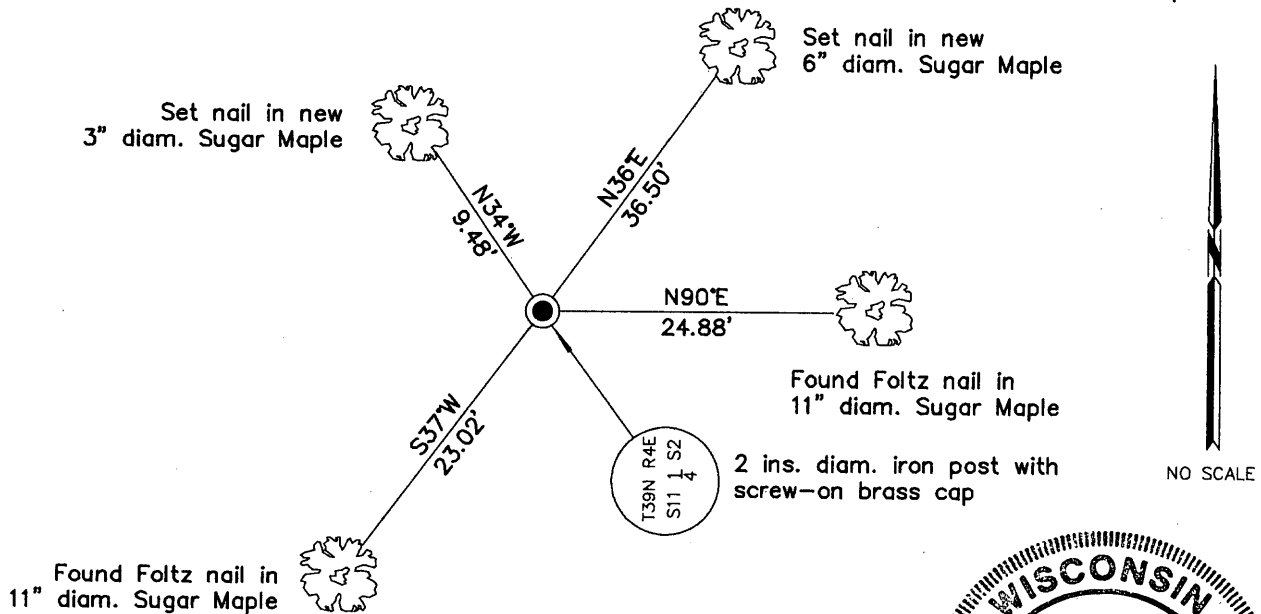 Set nail in new
6" diam. Sugar Maple
Set nail in new
3" diam. Sugar Maple
N36°E
36.50'
N34°W
9.48'
N90°E
24.88'
Found Foltz nail in
11" diam. Sugar Maple
S37°W
23.02'
T39N R4E
S11 1/4 S2
2 ins. diam. iron post with
screw-on brass cap
N
NO SCALE
Found Foltz nail in
11" diam. Sugar Maple
WISCONSIN